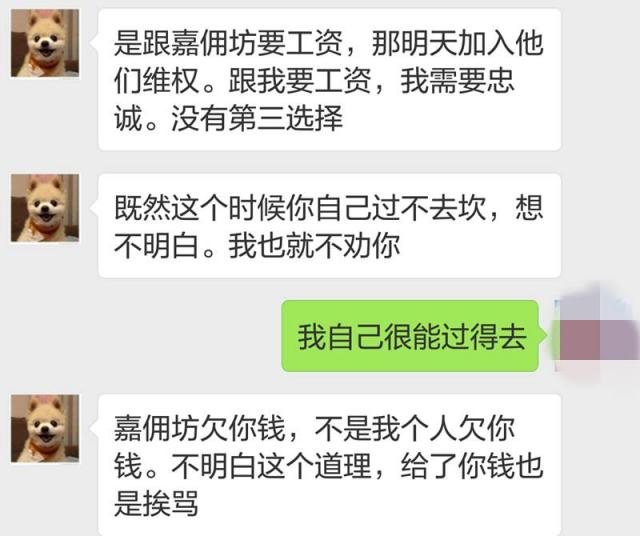 是跟嘉佣坊要工资，那明天加入他
们维权。跟我要工资，我需要忠
诚。没有第三选择
既然这个时候你自己过不去坎，想
不明白。我也就不劝你
我自己很能过得去
嘉佣坊欠你钱，不是我个人欠你
钱。不明白这个道理，给了你钱也
是挨骂